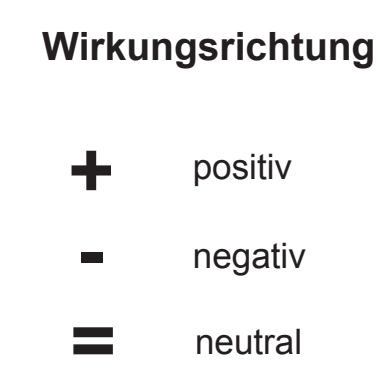 Wirkungsrichtung
+ positiv
- negativ
= neutral